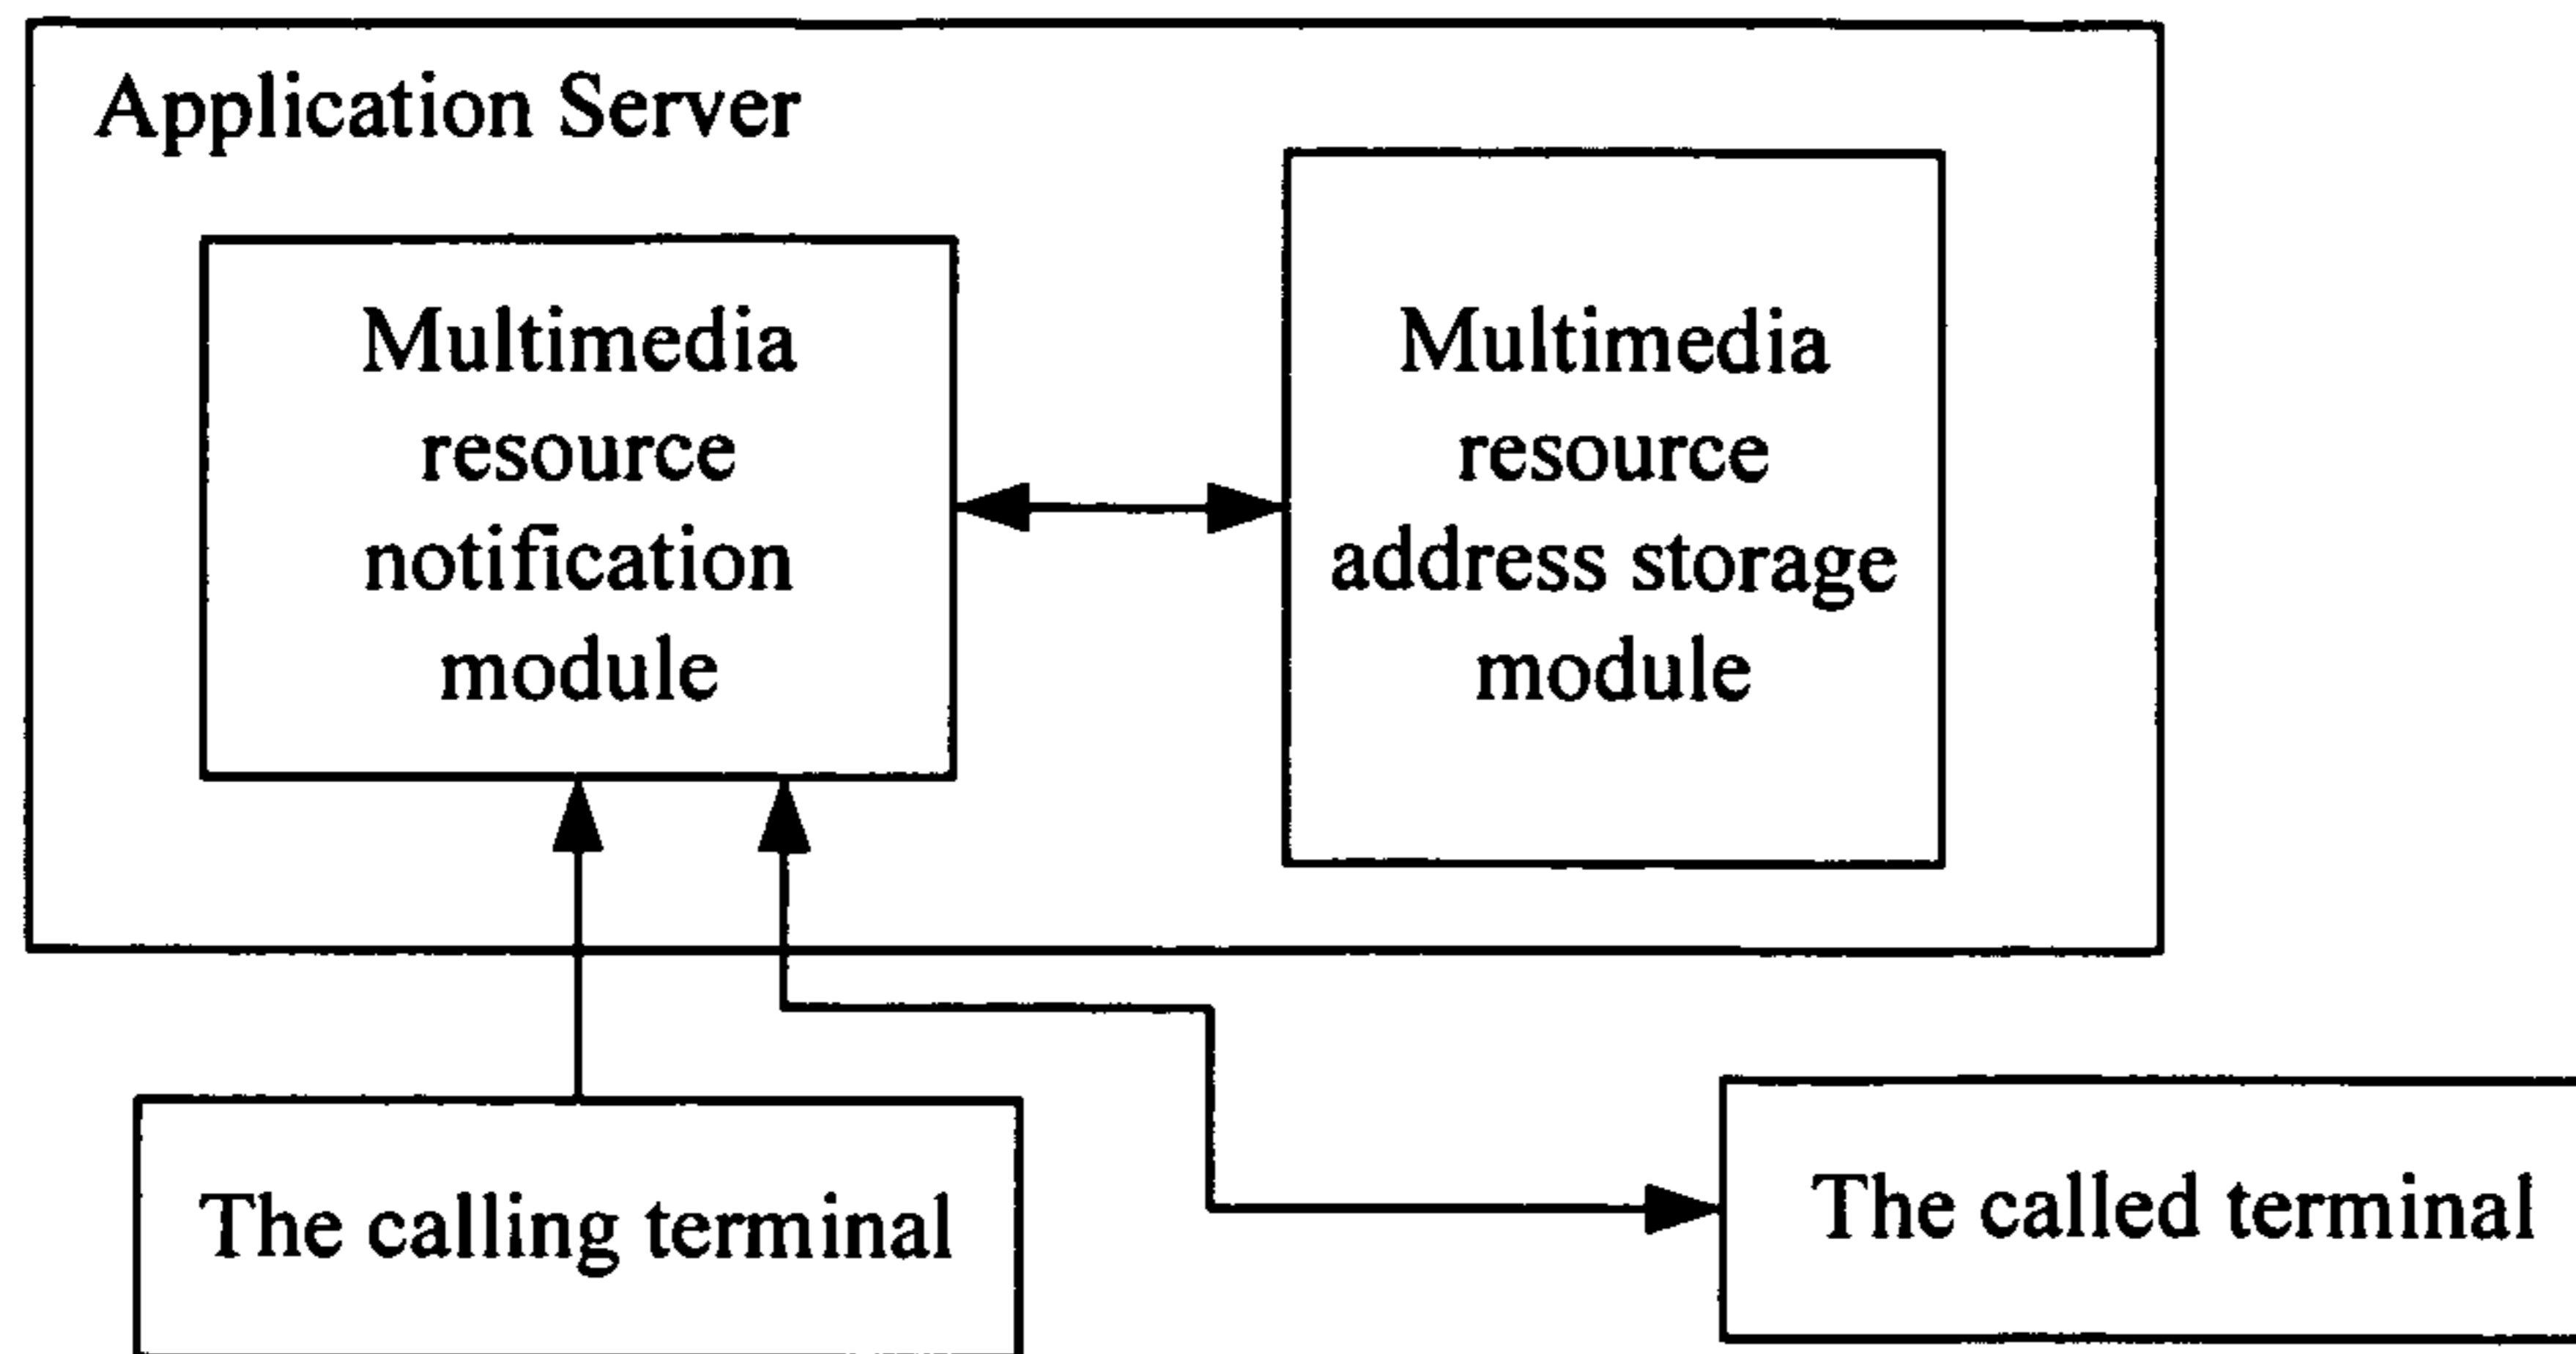 Application Server
Multimedia
resource
notification
module
Multimedia
resource
address storage
module
The calling terminal
The called terminal